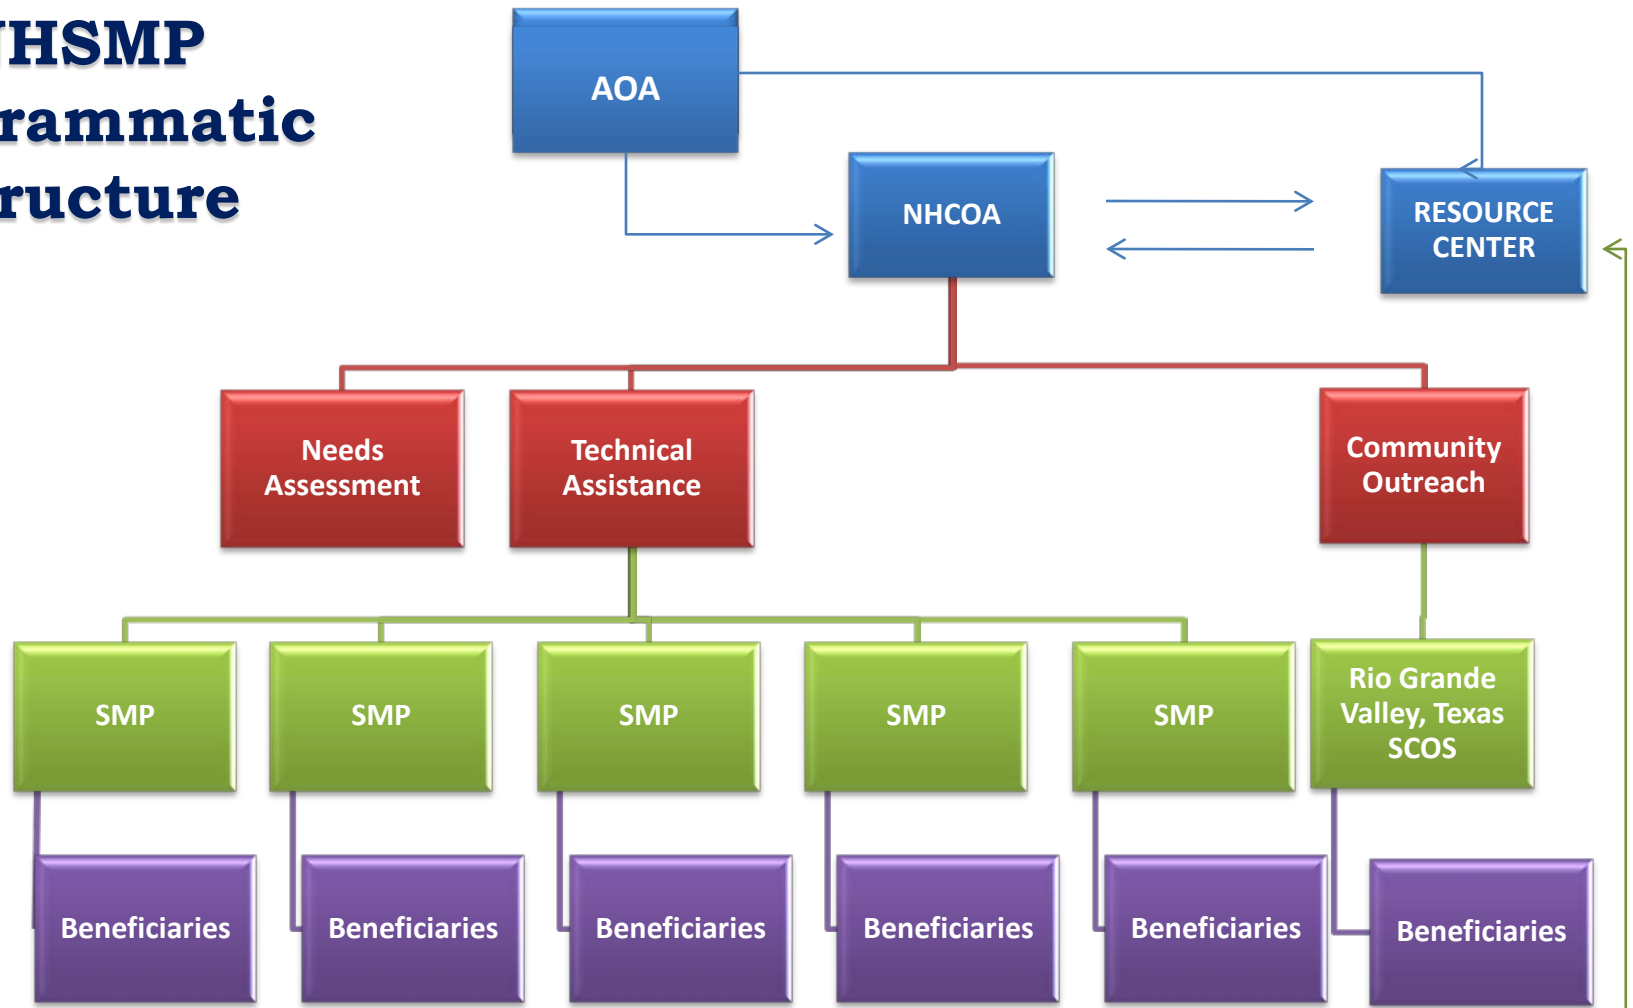 NHSMP
rammatic
ructure
AOA
NHCOA
RESOURCE
CENTER
Needs
Assessment
Technical
Assistance
Community
Outreach
SMP
SMP
SMP
SMP
SMP
Rio Grande
Valley, Texas
SCOS
Beneficiaries
Beneficiaries
Beneficiaries
Beneficiaries
Beneficiaries
Beneficiaries